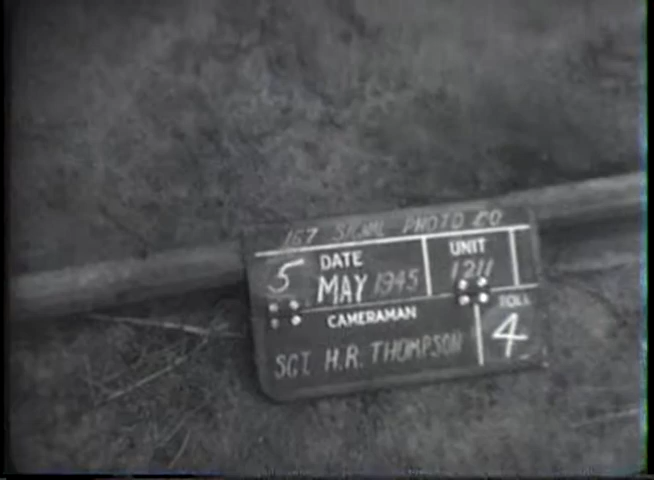 167 SIGNAL PHOTO CO
5 DATE UNIT
MAY 1945 1211
CAMERAMAN ROLL
SGT H.R. THOMPSON 4